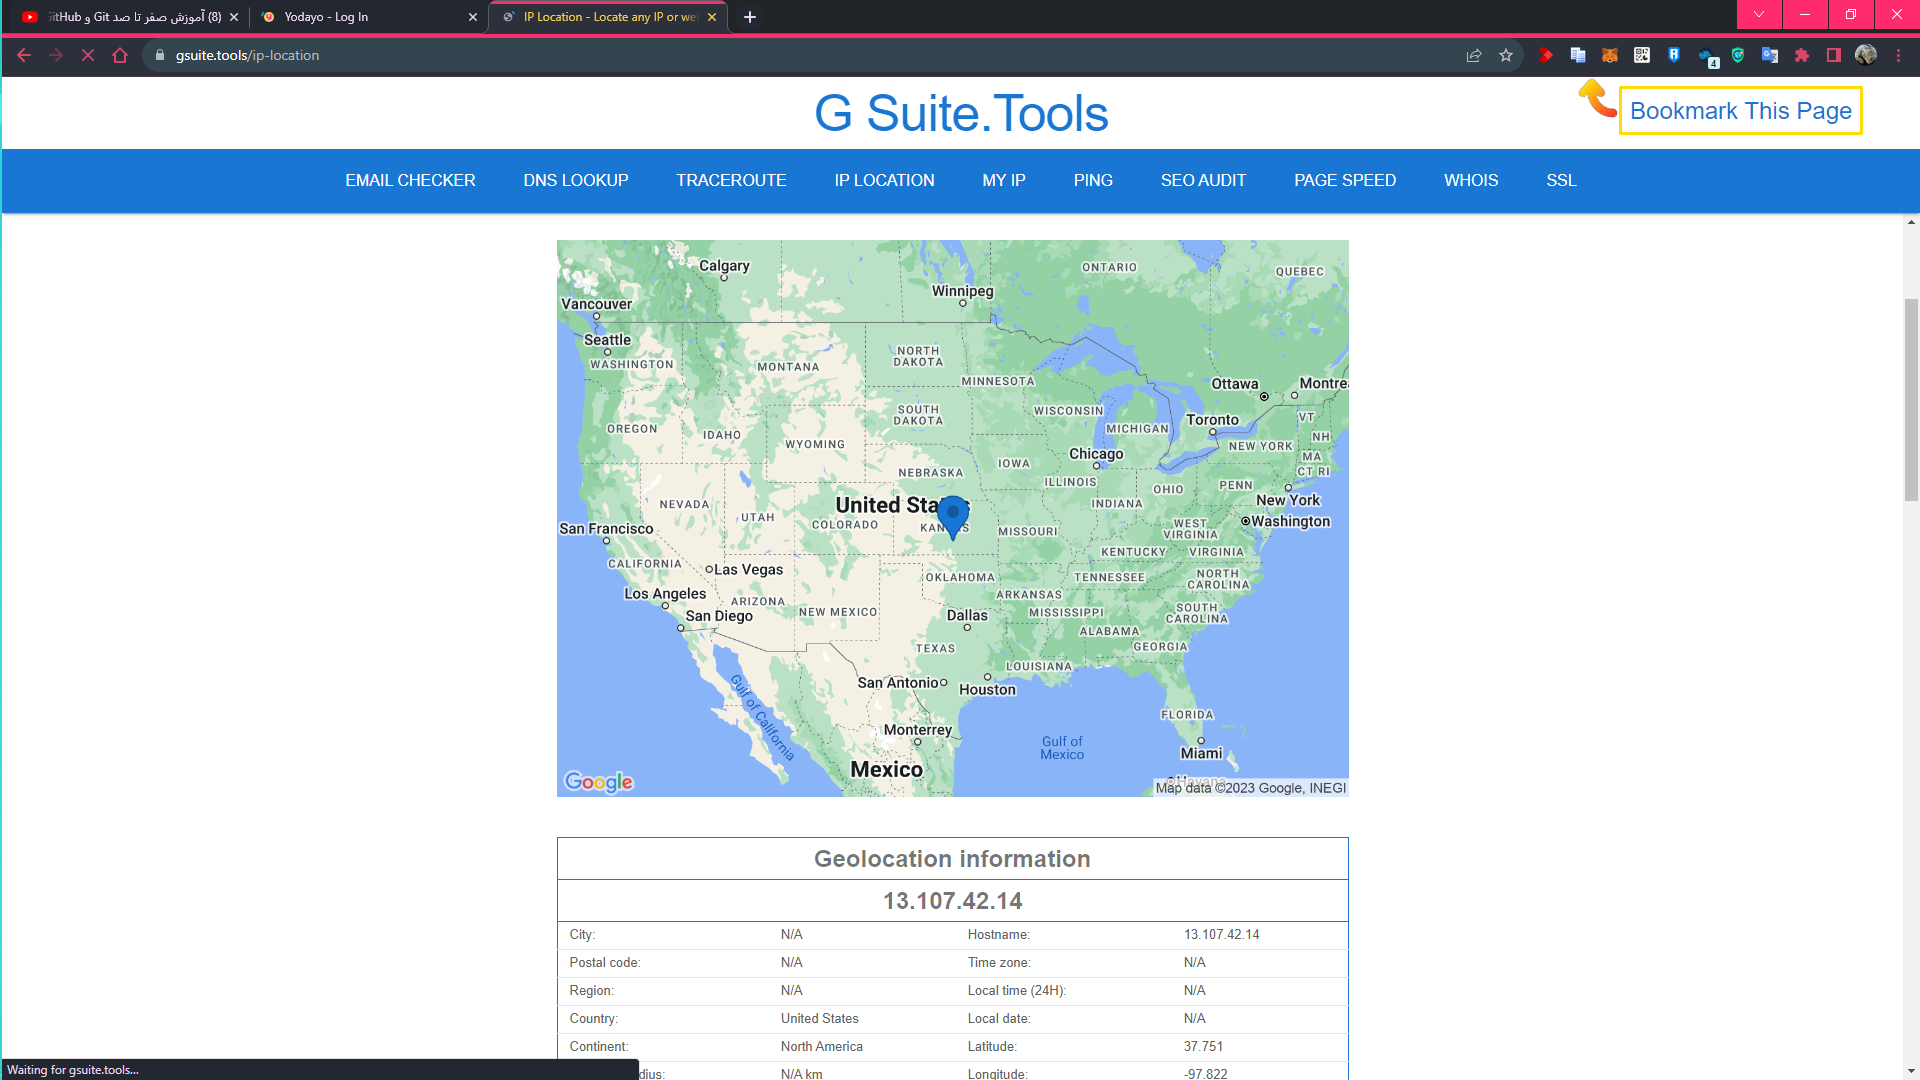 (8) آموزش صفر تا صد Git و GitHub
Yodayo - Log In
IP Location - Locate any IP or we
gsuite.tools/ip-location
4
G Suite.Tools
Bookmark This Page
EMAIL CHECKER DNS LOOKUP TRACEROUTE IP LOCATION MY IP PING SEO AUDIT PAGE SPEED WHOIS SSL
Calgary
ONTARIO
QUEBEC
Winnipeg
Vancouver
Seattle
WASHINGTON
NORTH
DAKOTA
MONTANA
MINNESOTA
Ottawa
Montre
SOUTH
DAKOTA
WISCONSIN
Toronto
VT
OREGON
IDAHO
MICHIGAN
NH
WYOMING
NEW YORK
Chicago
MA
IOWA
CT RI
NEBRASKA
ILLINOIS
OHIO
PENN
New York
United States
NEVADA
INDIANA
UTAH
COLORADO
KANSAS
San Francisco
MISSOURI
WEST
VIRGINIA
Washington
KENTUCKY
VIRGINIA
CALIFORNIA
Las Vegas
OKLAHOMA
TENNESSEE
NORTH
CAROLINA
Los Angeles
ARIZONA
NEW MEXICO
ARKANSAS
MISSISSIPPI
SOUTH
CAROLINA
San Diego
Dallas
ALABAMA
TEXAS
GEORGIA
LOUISIANA
San Antonio
Houston
Gulf of California
FLORIDA
Monterrey
Gulf of
Mexico
Miami
Mexico
Havana
Google
Map data ©2023 Google, INEGI
Geolocation information
13.107.42.14
City: N/A Hostname: 13.107.42.14
Postal code: N/A Time zone: N/A
Region: N/A Local time (24H): N/A
Country: United States Local date: N/A
Continent: North America Latitude: 37.751
dius: N/A km Longitude: -97.822
Waiting for gsuite.tools...